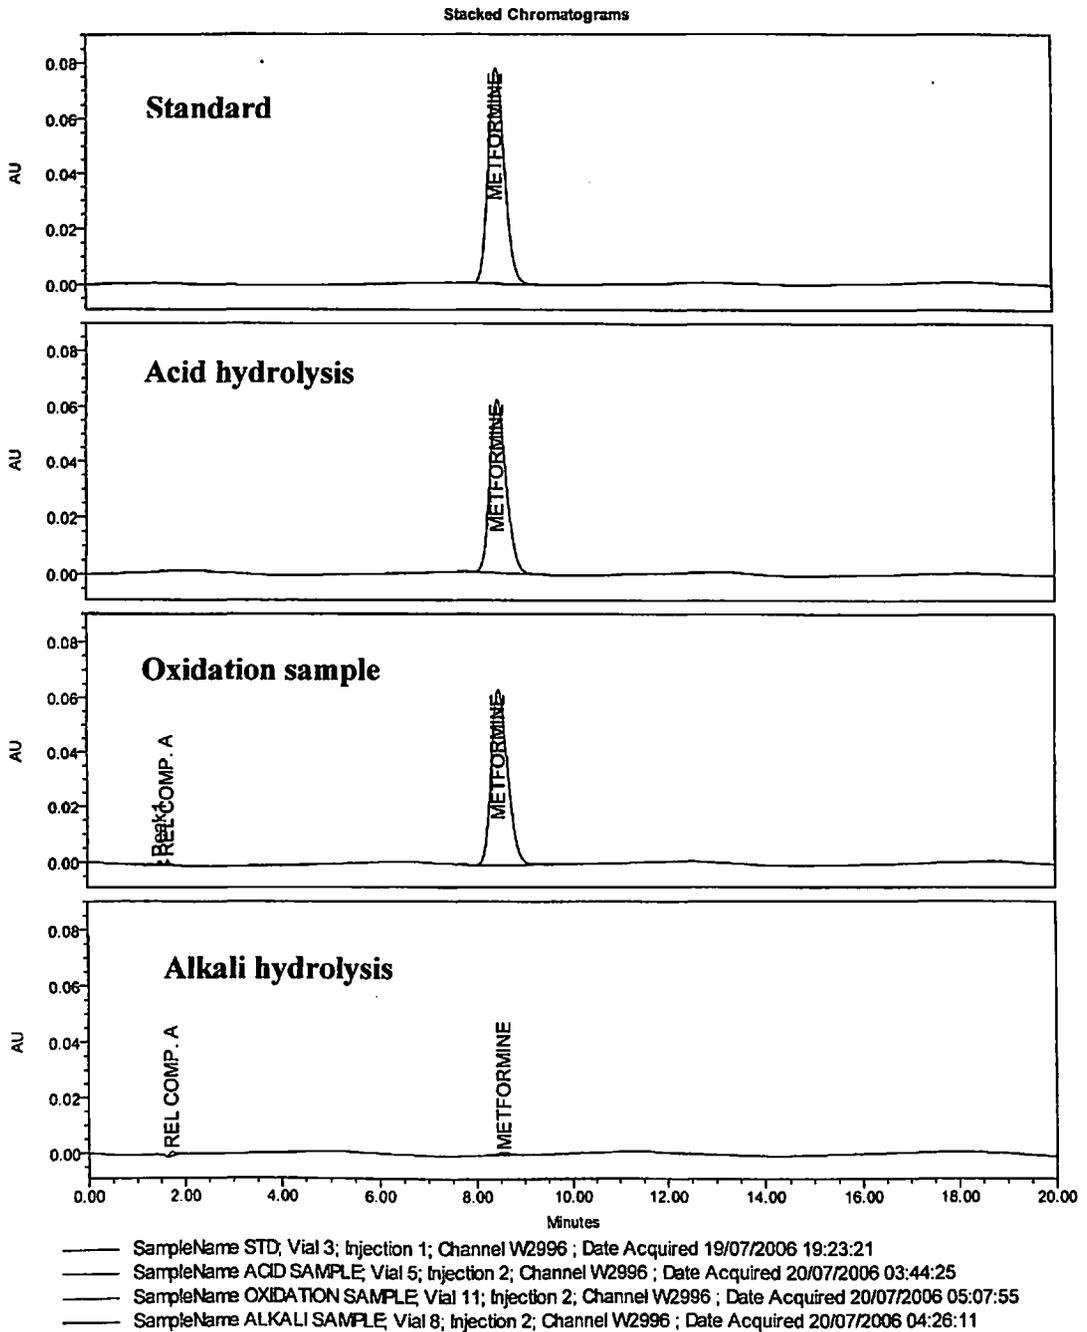 Stacked Chromatograms
0.08
0.06
0.04
0.02
0.00
AU
Standard
METFORMINE
0.08
0.06
0.04
0.02
0.00
AU
Acid hydrolysis
METFORMINE
0.08
0.06
0.04
0.02
0.00
AU
Oxidation sample
Peak1
REL COMP. A
METFORMINE
0.08
0.06
0.04
0.02
0.00
AU
Alkali hydrolysis
REL COMP. A
METFORMINE
0.00 2.00 4.00 6.00 8.00 10.00 12.00 14.00 16.00 18.00 20.00
Minutes
SampleName STD; Vial 3; Injection 1; Channel W2996 ; Date Acquired 19/07/2006 19:23:21
SampleName ACID SAMPLE; Vial 5; Injection 2; Channel W2996 ; Date Acquired 20/07/2006 03:44:25
SampleName OXIDATION SAMPLE; Vial 11; Injection 2; Channel W2996 ; Date Acquired 20/07/2006 05:07:55
SampleName ALKALI SAMPLE; Vial 8; Injection 2; Channel W2996 ; Date Acquired 20/07/2006 04:26:11